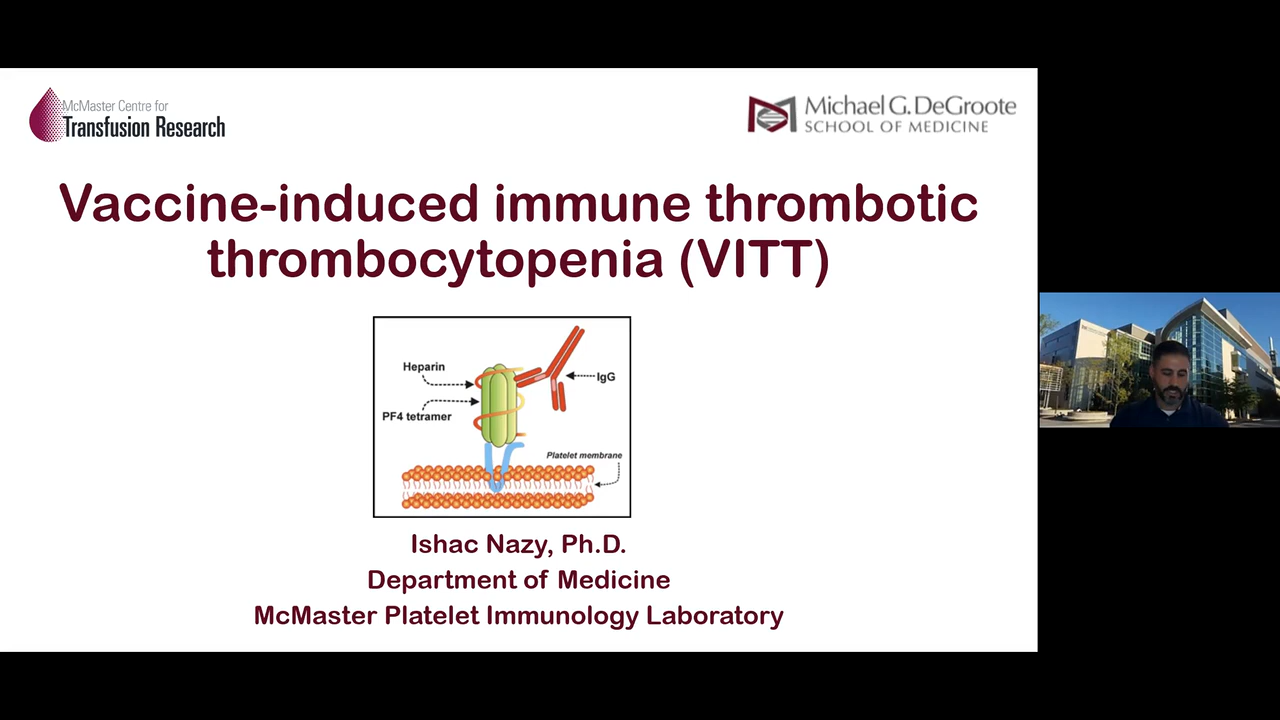 McMaster Centre for
Transfusion Research
Michael G. DeGroote
SCHOOL OF MEDICINE
Vaccine-induced immune thrombotic
thrombocytopenia (VITT)
Heparin
IgG
PF4 tetramer
Platelet membrane
Ishac Nazy, Ph.D.
Department of Medicine
McMaster Platelet Immunology Laboratory